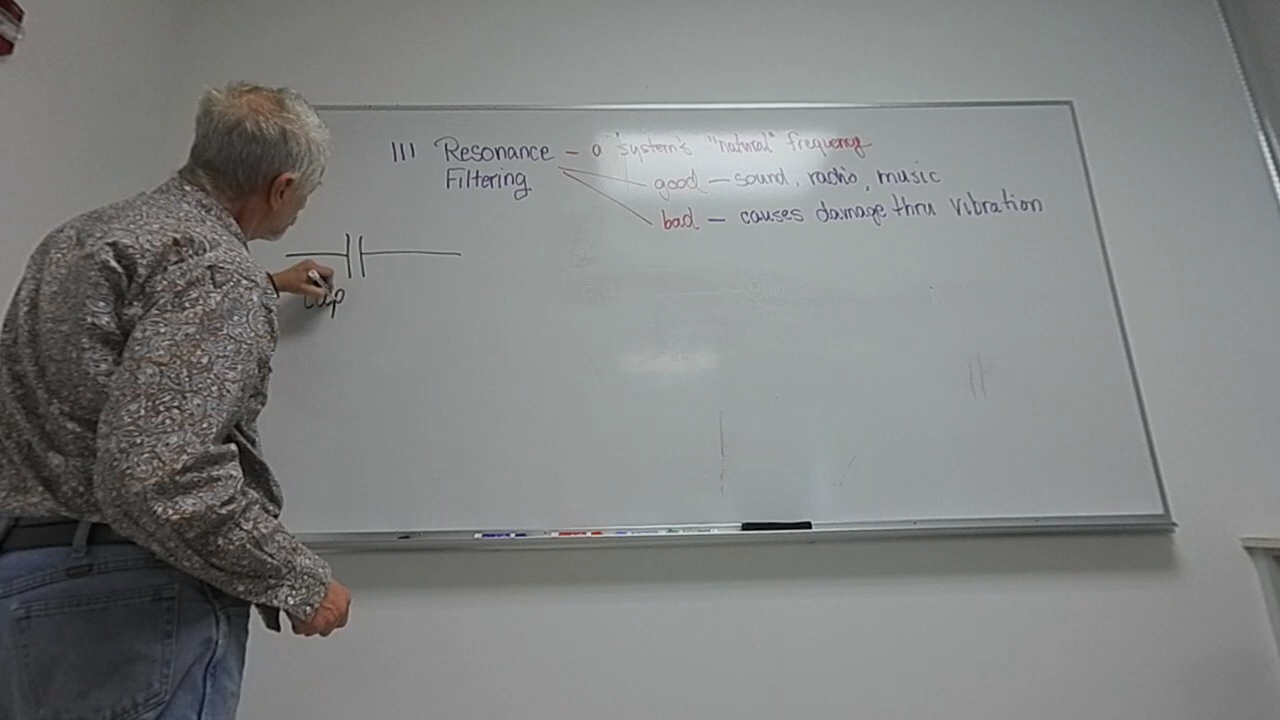 III Resonance – a system's "natural" frequency
Filtering
good – sound, radio, music
bad – causes damage thru vibration
Cap